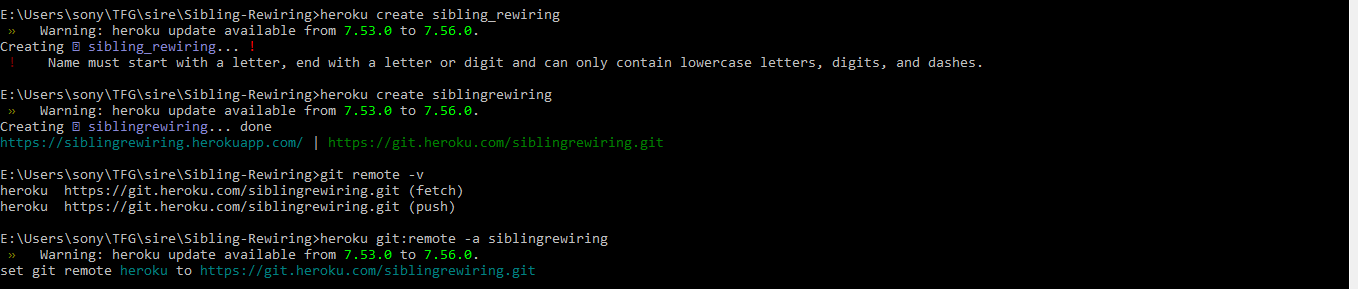 E:\Users\sony\TFG\sire\Sibling-Rewiring>heroku create sibling_rewiring
» Warning: heroku update available from 7.53.0 to 7.56.0.
Creating ⍰ sibling_rewiring... !
! Name must start with a letter, end with a letter or digit and can only contain lowercase letters, digits, and dashes.
E:\Users\sony\TFG\sire\Sibling-Rewiring>heroku create siblingrewiring
» Warning: heroku update available from 7.53.0 to 7.56.0.
Creating ⍰ siblingrewiring... done
https://siblingrewiring.herokuapp.com/ | https://git.heroku.com/siblingrewiring.git
E:\Users\sony\TFG\sire\Sibling-Rewiring>git remote -v
heroku  https://git.heroku.com/siblingrewiring.git (fetch)
heroku  https://git.heroku.com/siblingrewiring.git (push)
E:\Users\sony\TFG\sire\Sibling-Rewiring>heroku git:remote -a siblingrewiring
» Warning: heroku update available from 7.53.0 to 7.56.0.
set git remote heroku to https://git.heroku.com/siblingrewiring.git